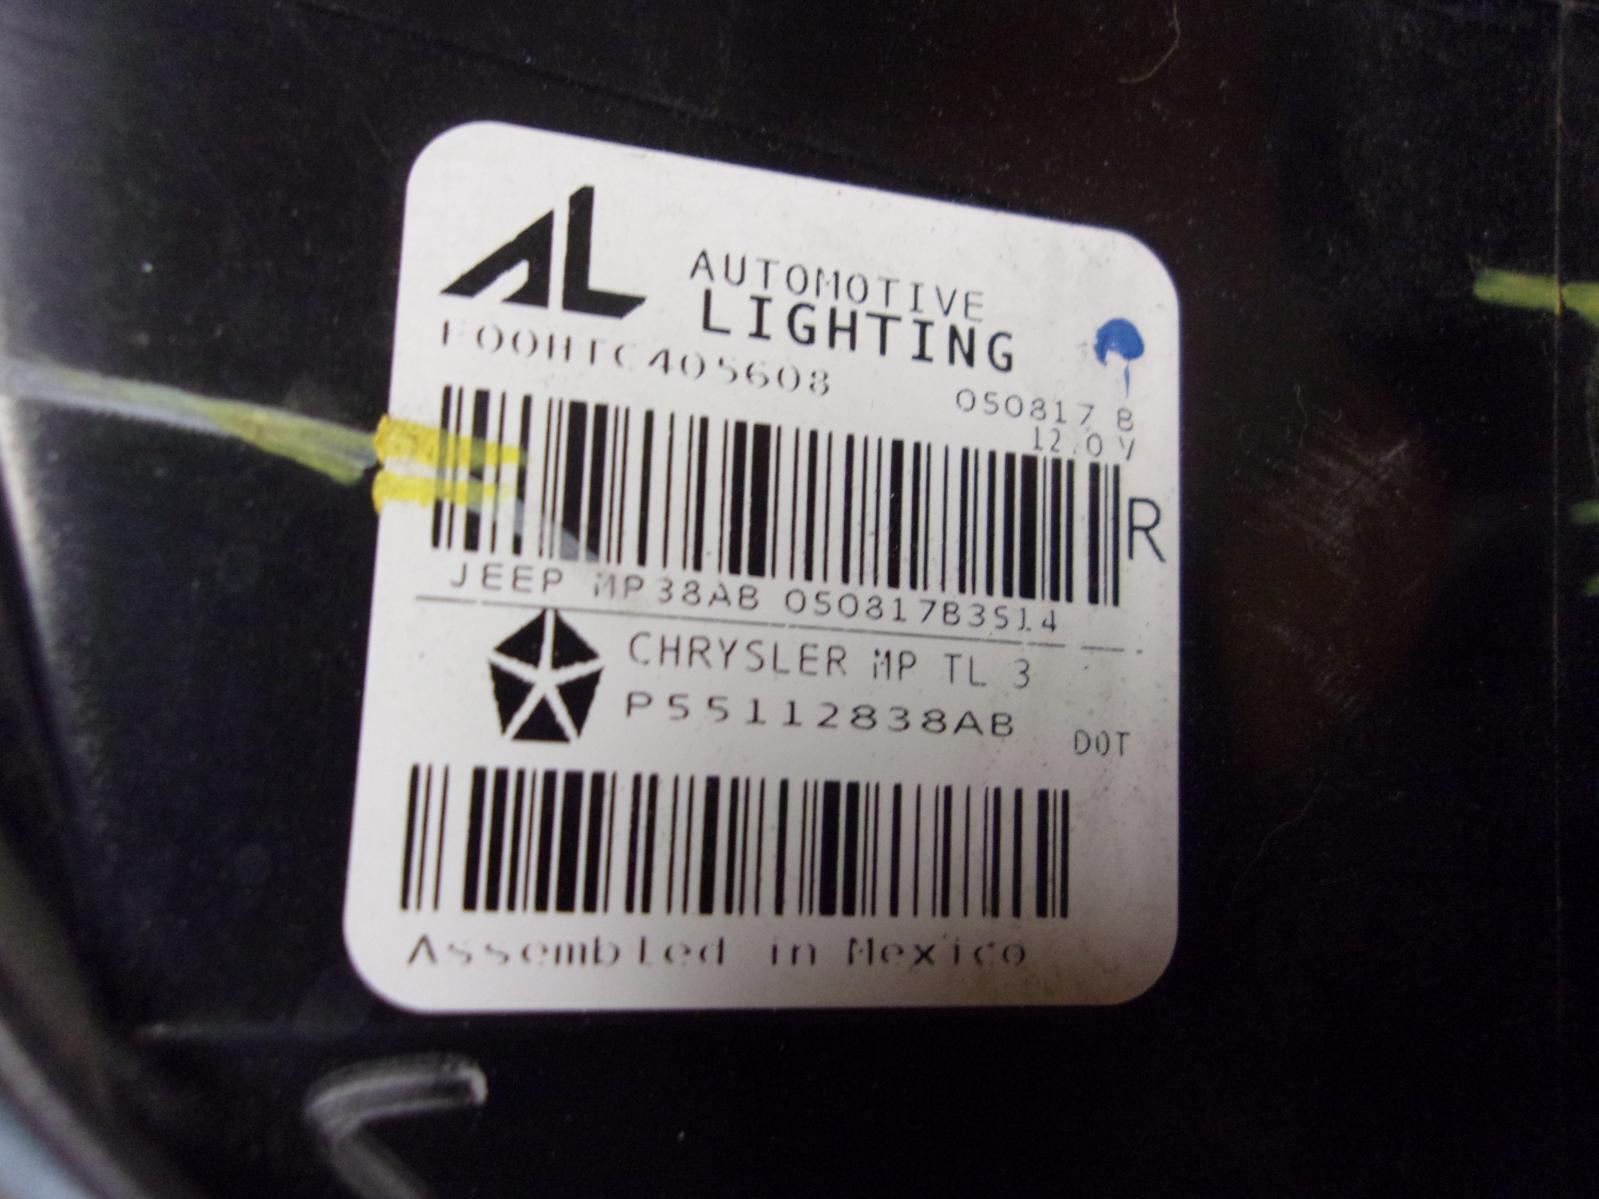 AL
AUTOMOTIVE
LIGHTING
F00HTC405608
050817 B
12.0 V
R
JEEP MP38AB 050817B3514
CHRYSLER MP TL 3
P55112838AB
DOT
Assembled in Mexico